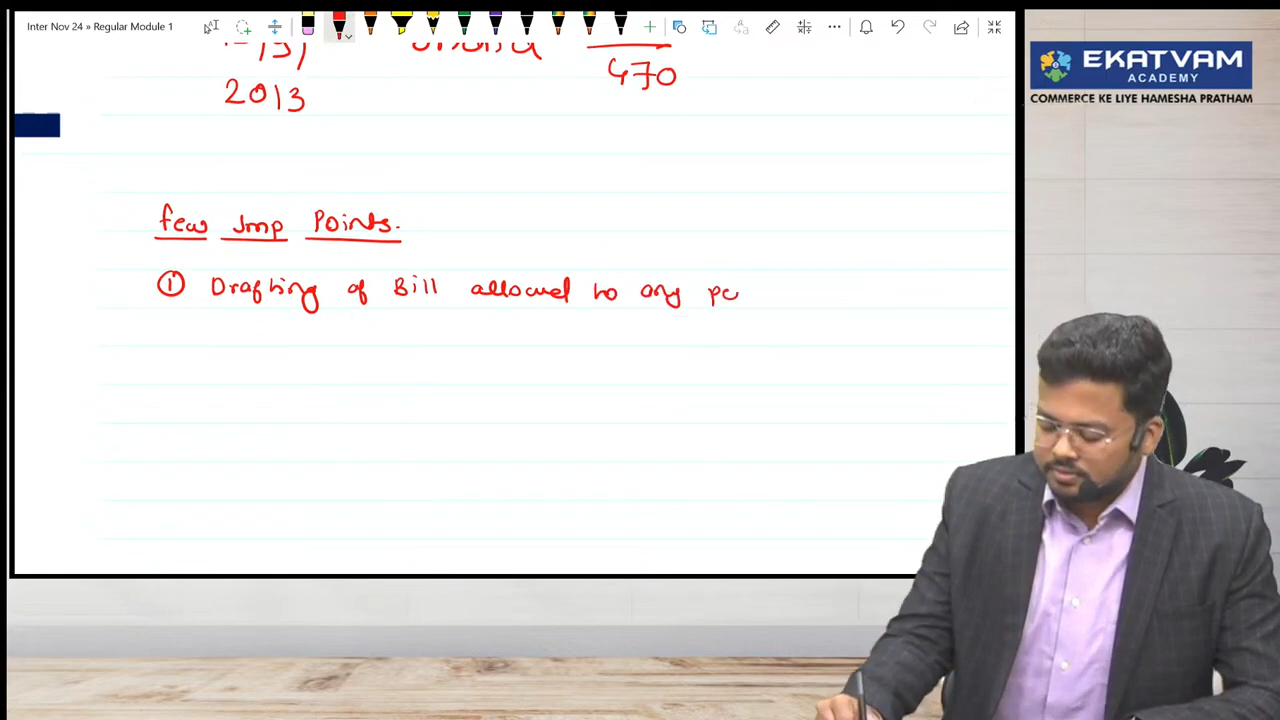 Inter Nov 24 » Regular Module 1
470
2013
EKATVAM
ACADEMY
COMMERCE KE LIYE HAMESHA PRATHAM
Few Imp Points.
① Drafting of Bill allowed to any pe